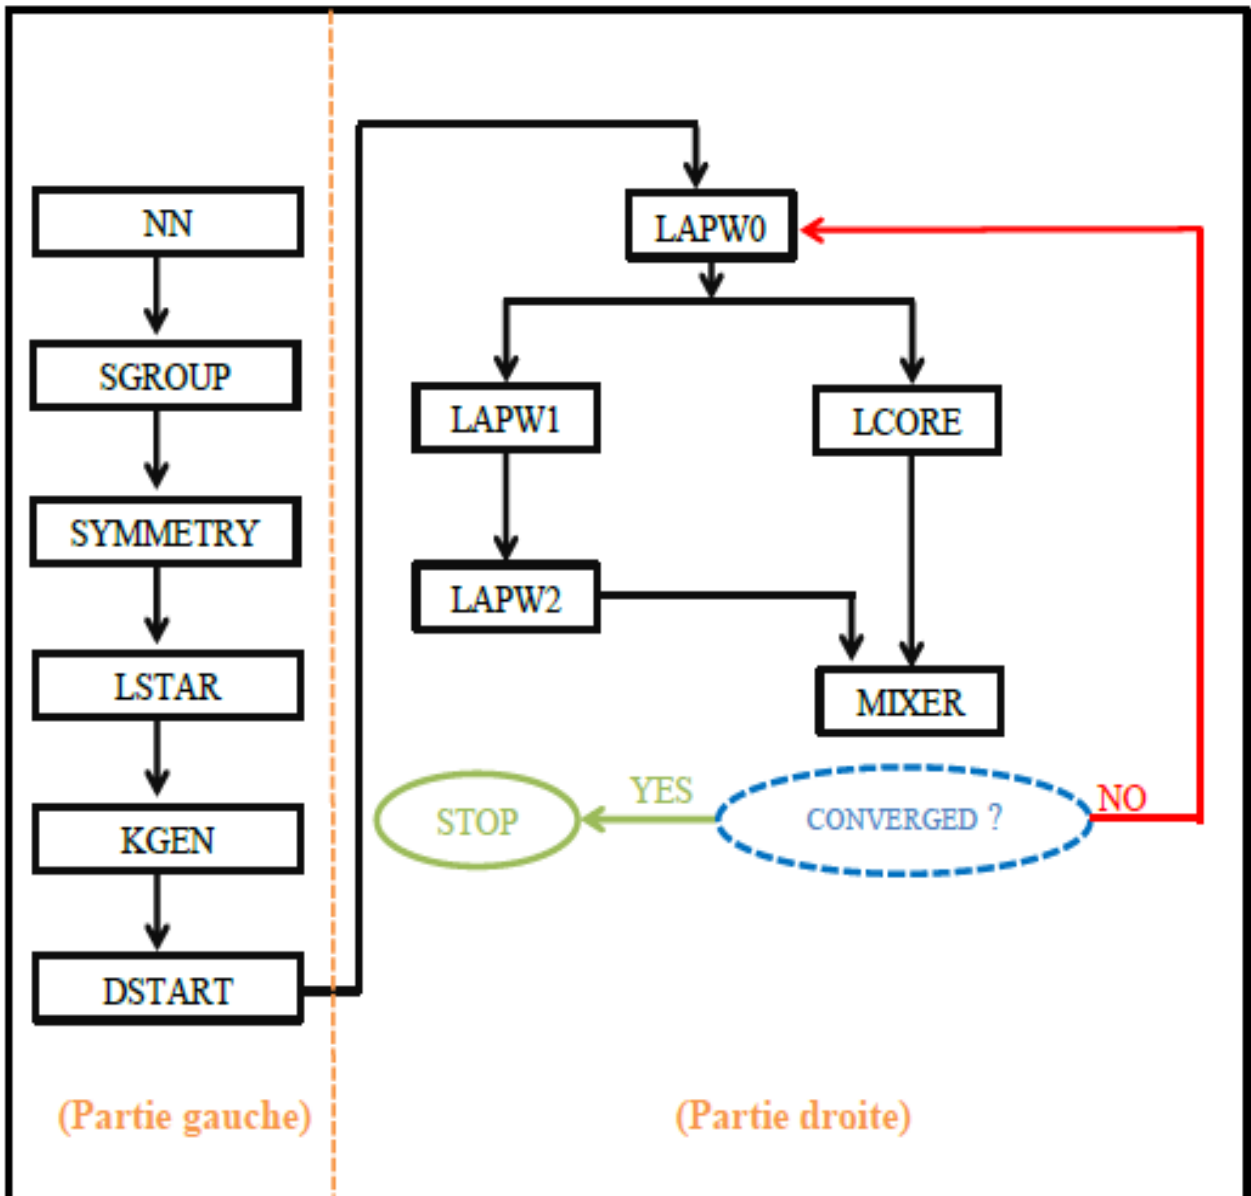 NN
SGROUP
SYMMETRY
LSTAR
KGEN
DSTART
(Partie gauche)
LAPW0
LAPW1
LCORE
LAPW2
MIXER
STOP
YES
CONVERGED ?
NO
(Partie droite)